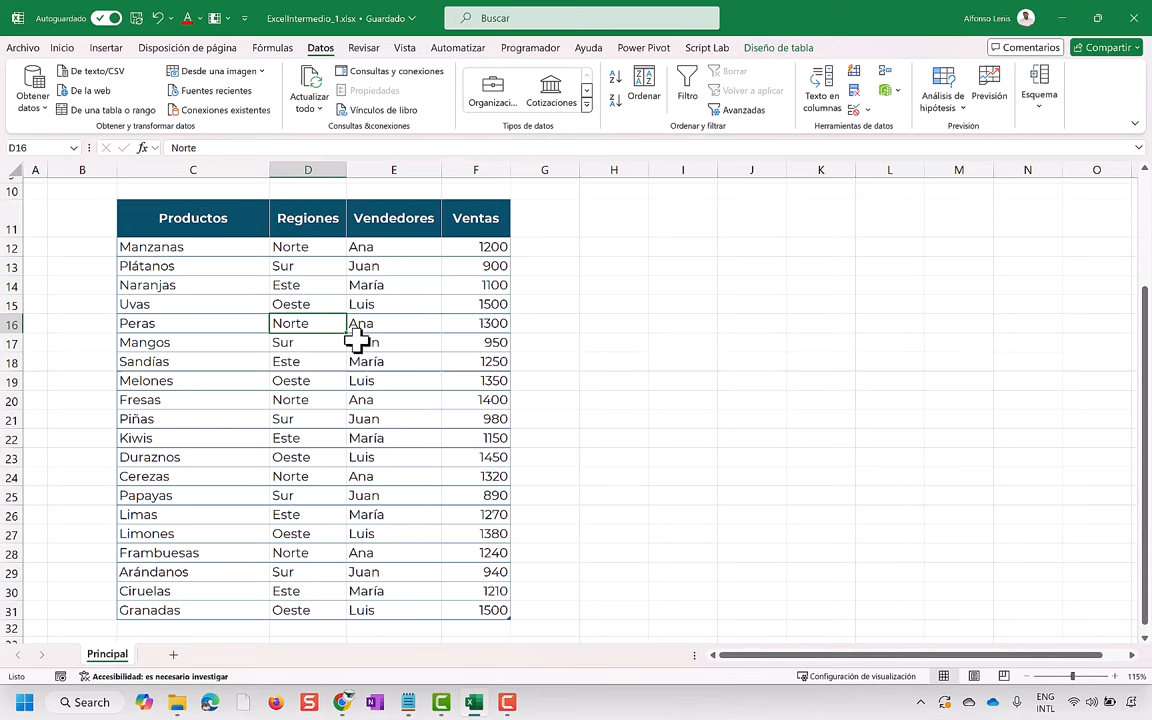 Autoguardado
ExcelIntermedio_1.xlsx • Guardado
Buscar
Alfonso Lenis
Archivo Inicio Insertar Disposición de página Fórmulas Datos Revisar Vista Automatizar Programador Ayuda Power Pivot Script Lab Diseño de tabla Comentarios Compartir
Obtener datos
De texto/CSV
De la web
De una tabla o rango
Desde una imagen
Fuentes recientes
Conexiones existentes
Obtener y transformar datos
Actualizar todo
Consultas y conexiones
Propiedades
Vínculos de libro
Consultas &conexiones
Organizaci...
Cotizaciones
Tipos de datos
Ordenar
Filtro
Borrar
Volver a aplicar
Avanzadas
Ordenar y filtrar
Texto en columnas
Herramientas de datos
Análisis de hipótesis
Previsión
Previsión
Esquema
D16 fx Norte
A B C D E F G H I J K L M N O
10
11 Productos Regiones Vendedores Ventas
12 Manzanas Norte Ana 1200
13 Plátanos Sur Juan 900
14 Naranjas Este María 1100
15 Uvas Oeste Luis 1500
16 Peras Norte Ana 1300
17 Mangos Sur 950
18 Sandías Este María 1250
19 Melones Oeste Luis 1350
20 Fresas Norte Ana 1400
21 Piñas Sur Juan 980
22 Kiwis Este María 1150
23 Duraznos Oeste Luis 1450
24 Cerezas Norte Ana 1320
25 Papayas Sur Juan 890
26 Limas Este María 1270
27 Limones Oeste Luis 1380
28 Frambuesas Norte Ana 1240
29 Arándanos Sur Juan 940
30 Ciruelas Este María 1210
31 Granadas Oeste Luis 1500
32
Principal
Listo
Accesibilidad: es necesario investigar
Configuración de visualización
115%
Search
ENG
INTL